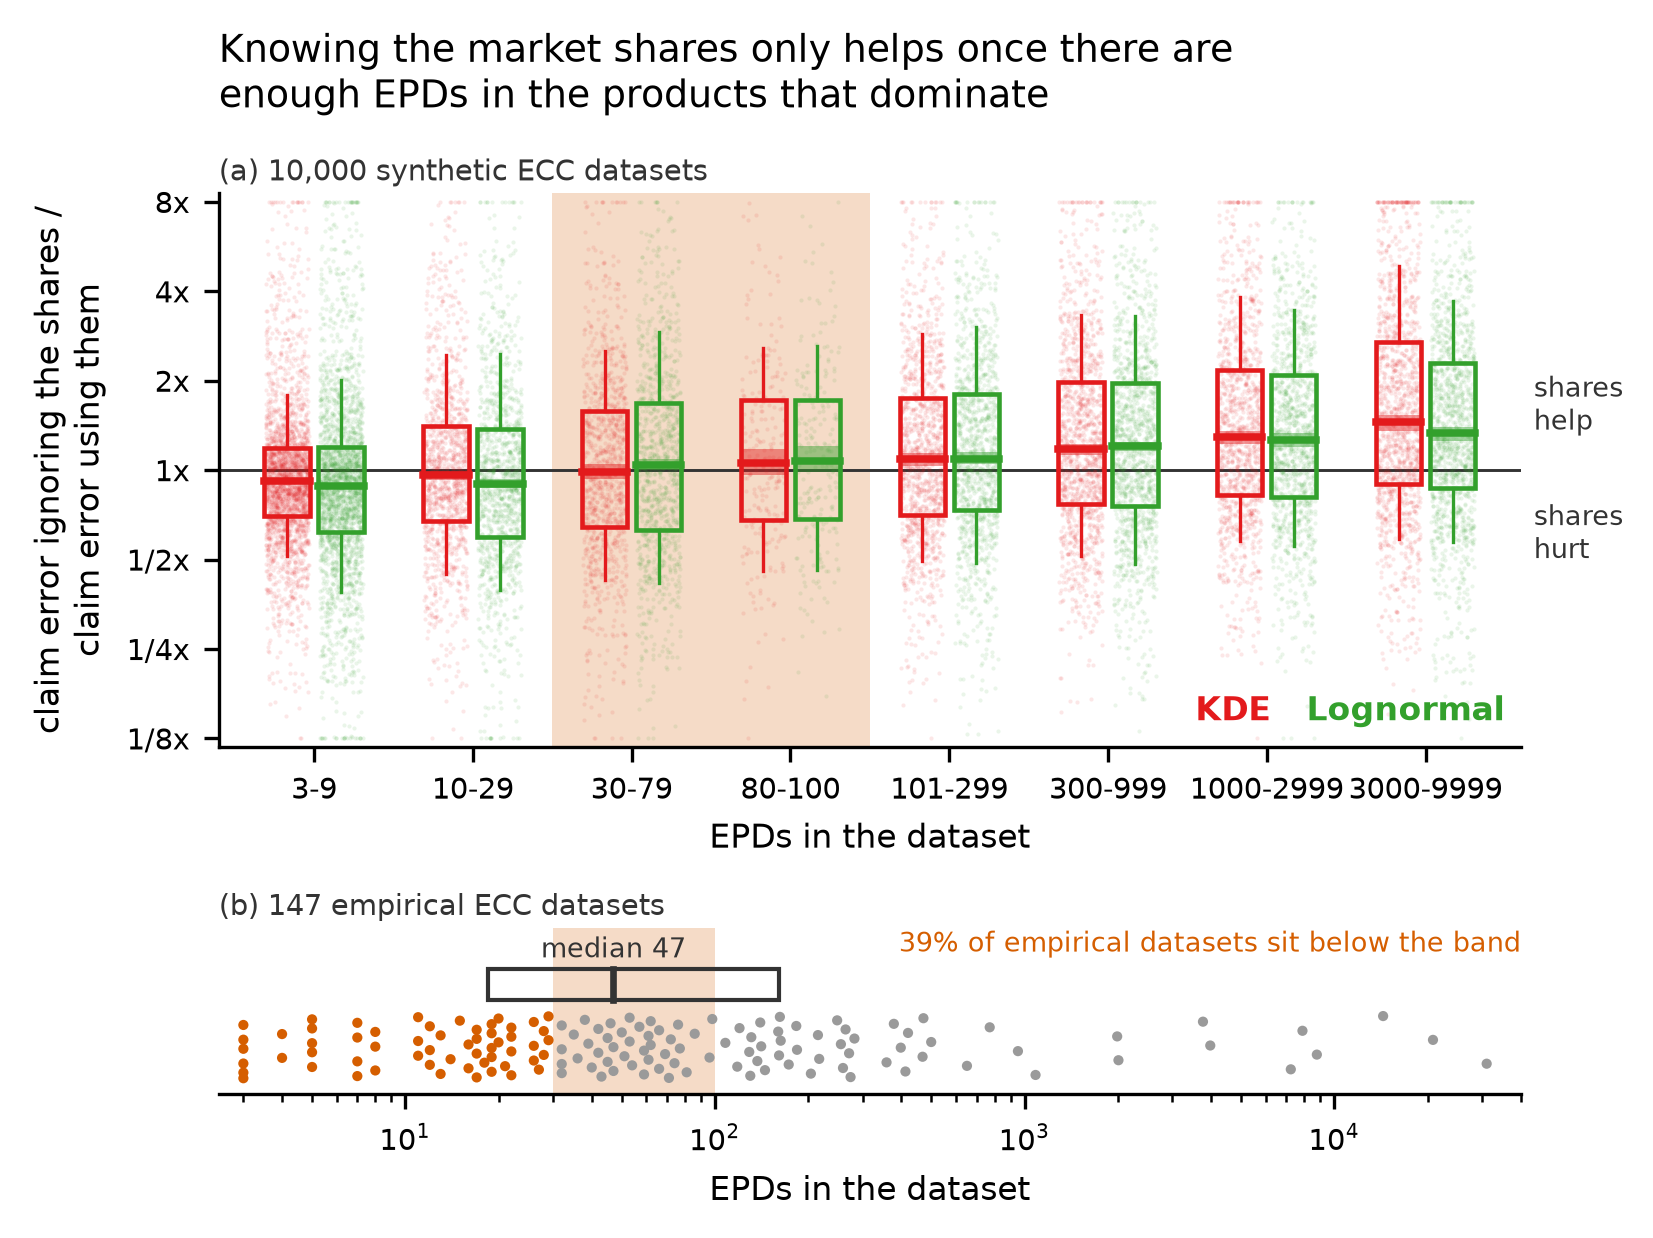 Knowing the market shares only helps once there are
enough EPDs in the products that dominate
(a) 10,000 synthetic ECC datasets
claim error ignoring the shares /
claim error using them
8x
4x
2x
1x
1/2x
1/4x
1/8x
shares
help
shares
hurt
KDE Lognormal
3-9 10-29 30-79 80-100 101-299 300-999 1000-2999 3000-9999
EPDs in the dataset
(b) 147 empirical ECC datasets
median 47
39% of empirical datasets sit below the band
10¹ 10² 10³ 10⁴
EPDs in the dataset